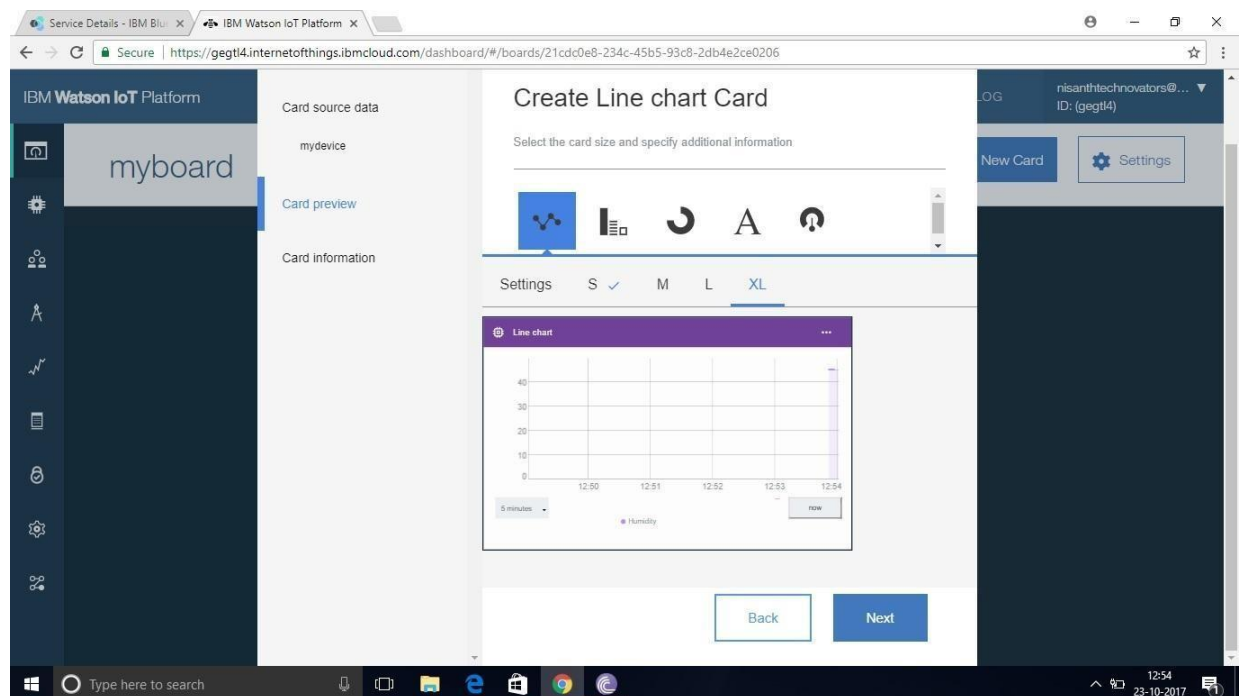 Service Details - IBM Blu
IBM Watson IoT Platform
Secure | https://gegtl4.internetofthings.ibmcloud.com/dashboard/#/boards/21cdc0e8-234c-45b5-93c8-2db4e2ce0206
IBM Watson IoT Platform
LOG
nisanthtechnovators@...
ID: (gegtl4)
myboard
New Card
Settings
Card source data
mydevice
Card preview
Card information
Create Line chart Card
Select the card size and specify additional information
A
Settings S M L XL
Line chart
40
30
20
10
0
12:50 12:51 12:52 12:53 12:54
5 minutes
now
Humidity
Back
Next
Type here to search
12:54
23-10-2017